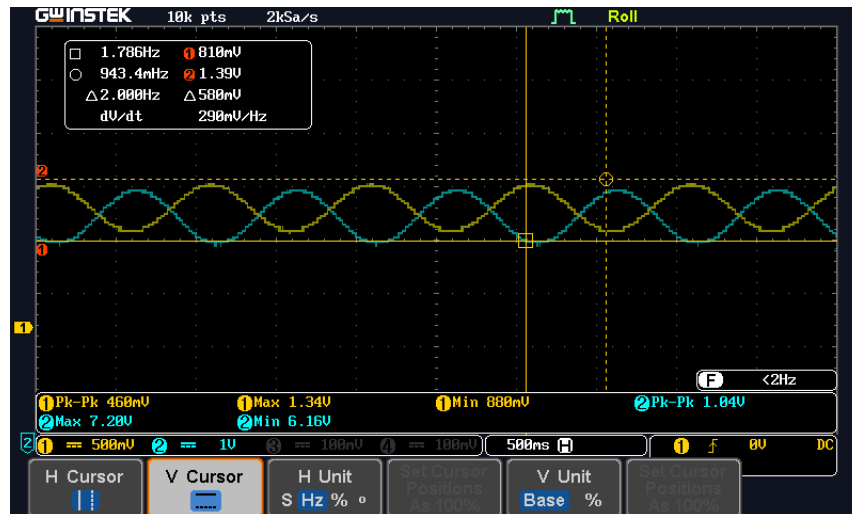 GWINSTEK 10k pts 2kSa/s Roll
□ 1.786Hz 1 810mV
○ 943.4mHz 2 1.39V
△2.000Hz △580mV
dV/dt 290mV/Hz
2
1
1
F <2Hz
1 Pk-Pk 460mV 1 Max 1.34V 1 Min 880mV 2 Pk-Pk 1.04V
2 Max 7.20V 2 Min 6.16V
2 1 500mV 2 1V 3 100mV 4 100mV 500ms H 1 0V DC
H Cursor V Cursor H Unit Set Cursor V Unit Set Cursor
Positions Positions
S Hz % o As 100% Base % As 100%